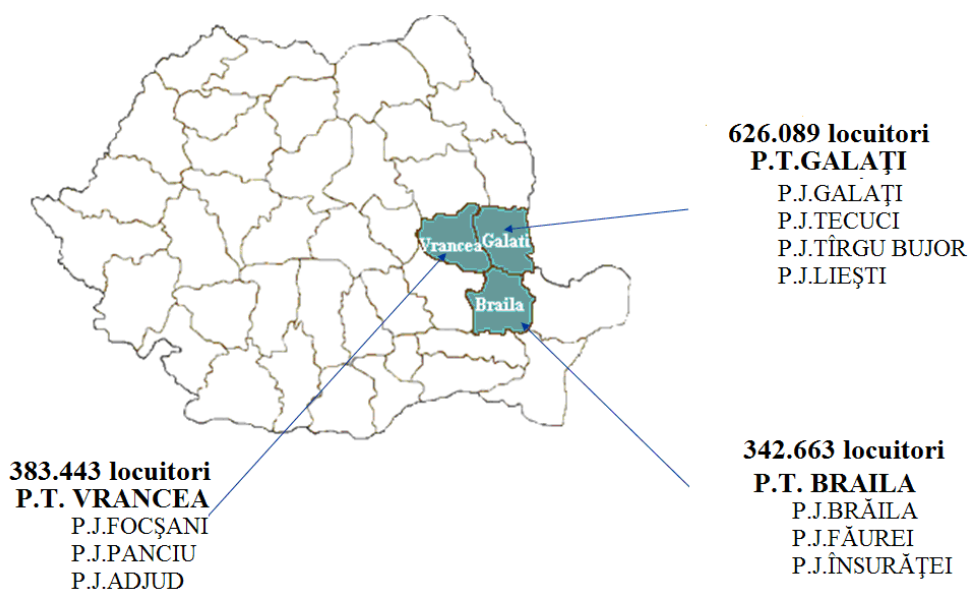 626.089 locuitori
P.T.GALAŢI
P.J.GALAŢI
P.J.TECUCI
P.J.TÎRGU BUJOR
P.J.LIEŞTI
Vrancea
Galati
Braila
383.443 locuitori
P.T. VRANCEA
P.J.FOCŞANI
P.J.PANCIU
P.J.ADJUD
342.663 locuitori
P.T. BRAILA
P.J.BRĂILA
P.J.FĂUREI
P.J.ÎNSURĂŢEI